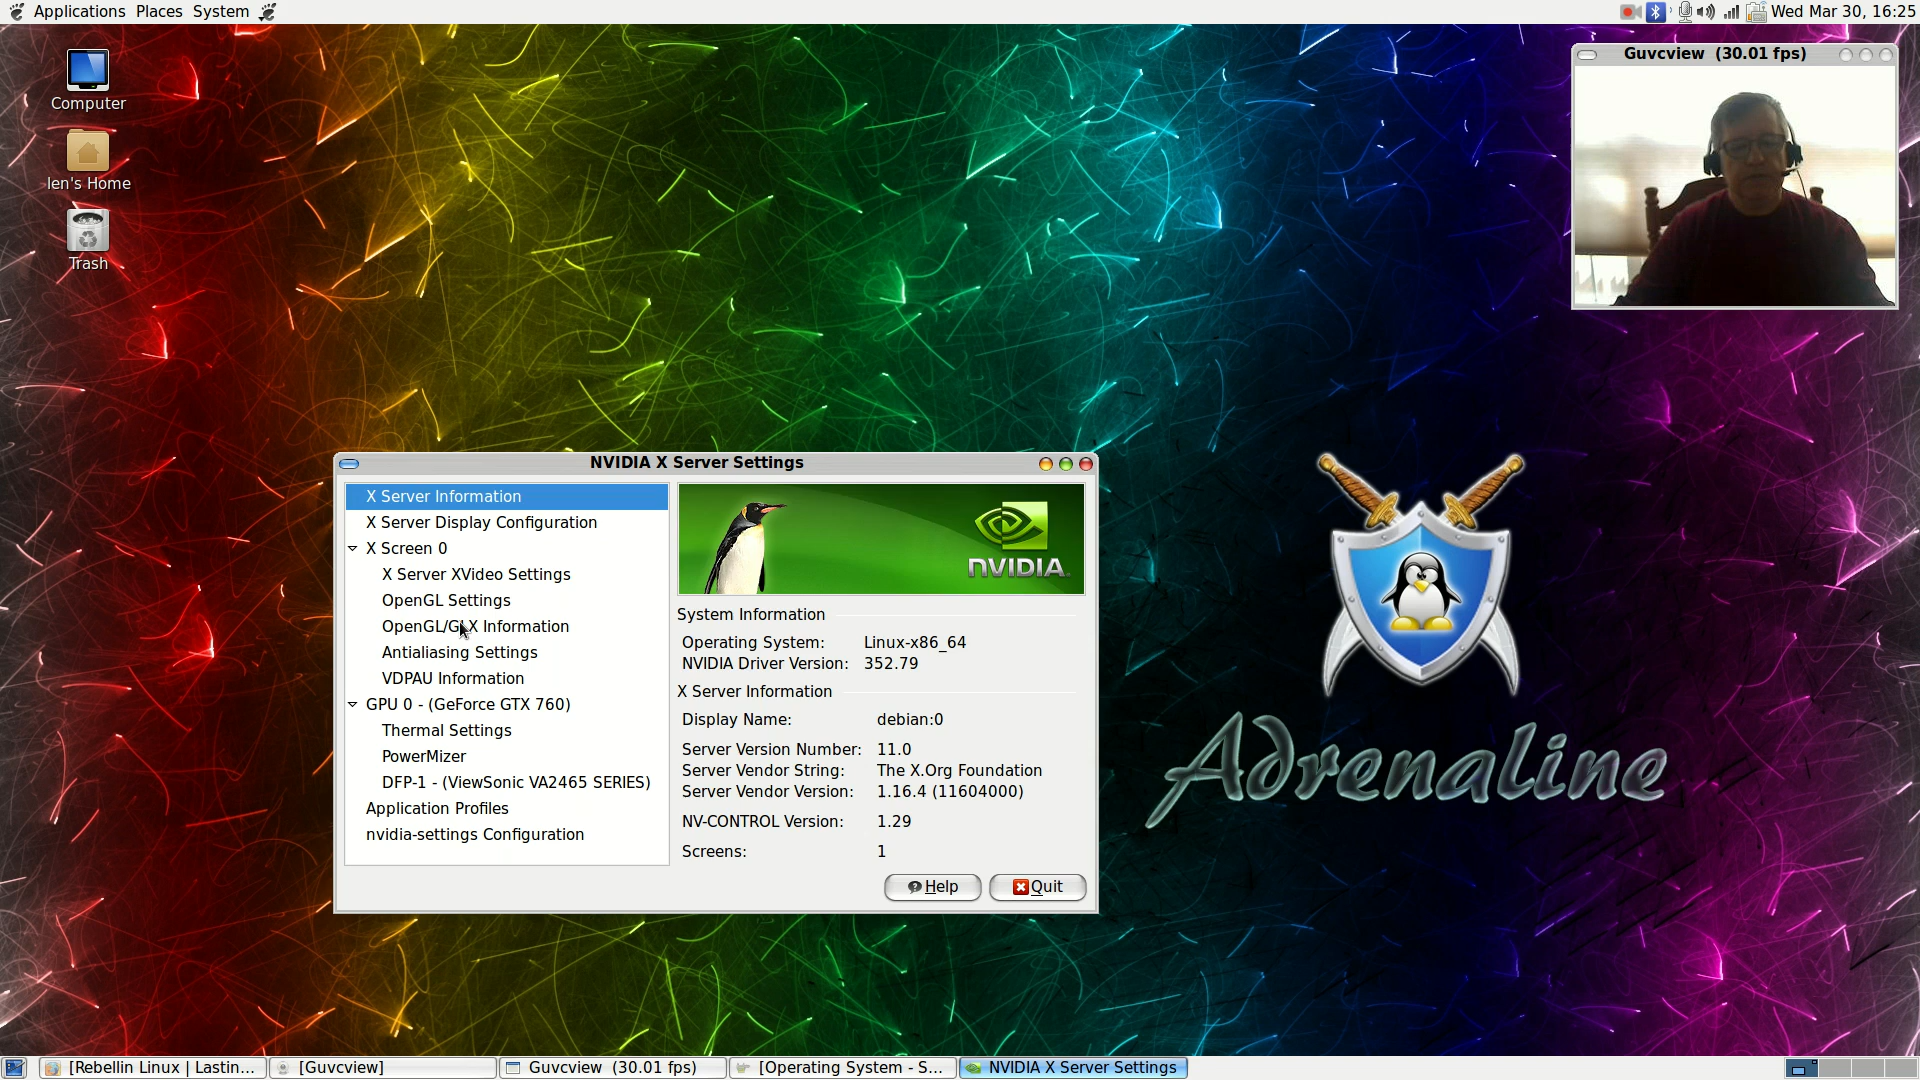 Applications Places System
Wed Mar 30, 16:25
Computer
len's Home
Trash
Guvcview (30.01 fps)
NVIDIA X Server Settings
X Server Information
X Server Display Configuration
X Screen 0
X Server XVideo Settings
OpenGL Settings
OpenGL/GLX Information
Antialiasing Settings
VDPAU Information
GPU 0 - (GeForce GTX 760)
Thermal Settings
PowerMizer
DFP-1 - (ViewSonic VA2465 SERIES)
Application Profiles
nvidia-settings Configuration
NVIDIA.
System Information
Operating System: Linux-x86_64
NVIDIA Driver Version: 352.79
X Server Information
Display Name: debian:0
Server Version Number: 11.0
Server Vendor String: The X.Org Foundation
Server Vendor Version: 1.16.4 (11604000)
NV-CONTROL Version: 1.29
Screens: 1
Help Quit
Adrenaline
[Rebellin Linux | Lastin... [Guvcview] Guvcview (30.01 fps) [Operating System - S... NVIDIA X Server Settings